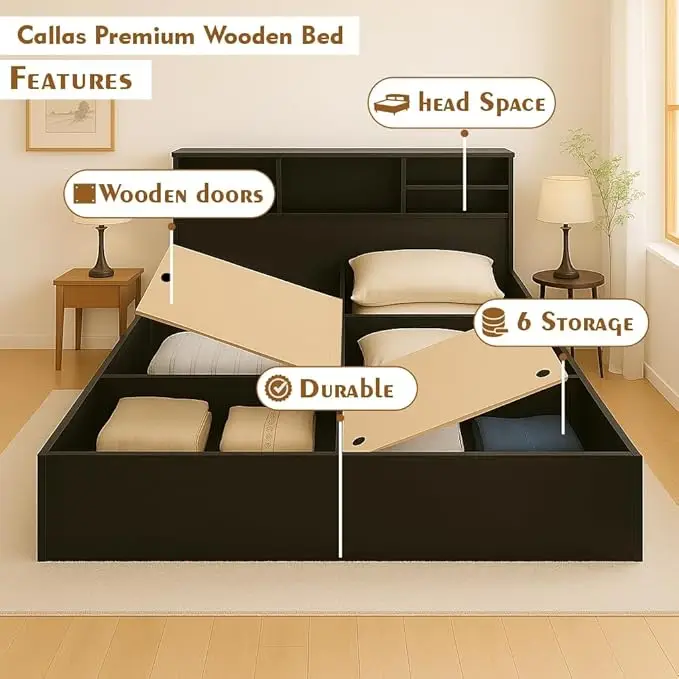 Callas Premium Wooden Bed
Features
Head Space
Wooden doors
6 Storage
Durable